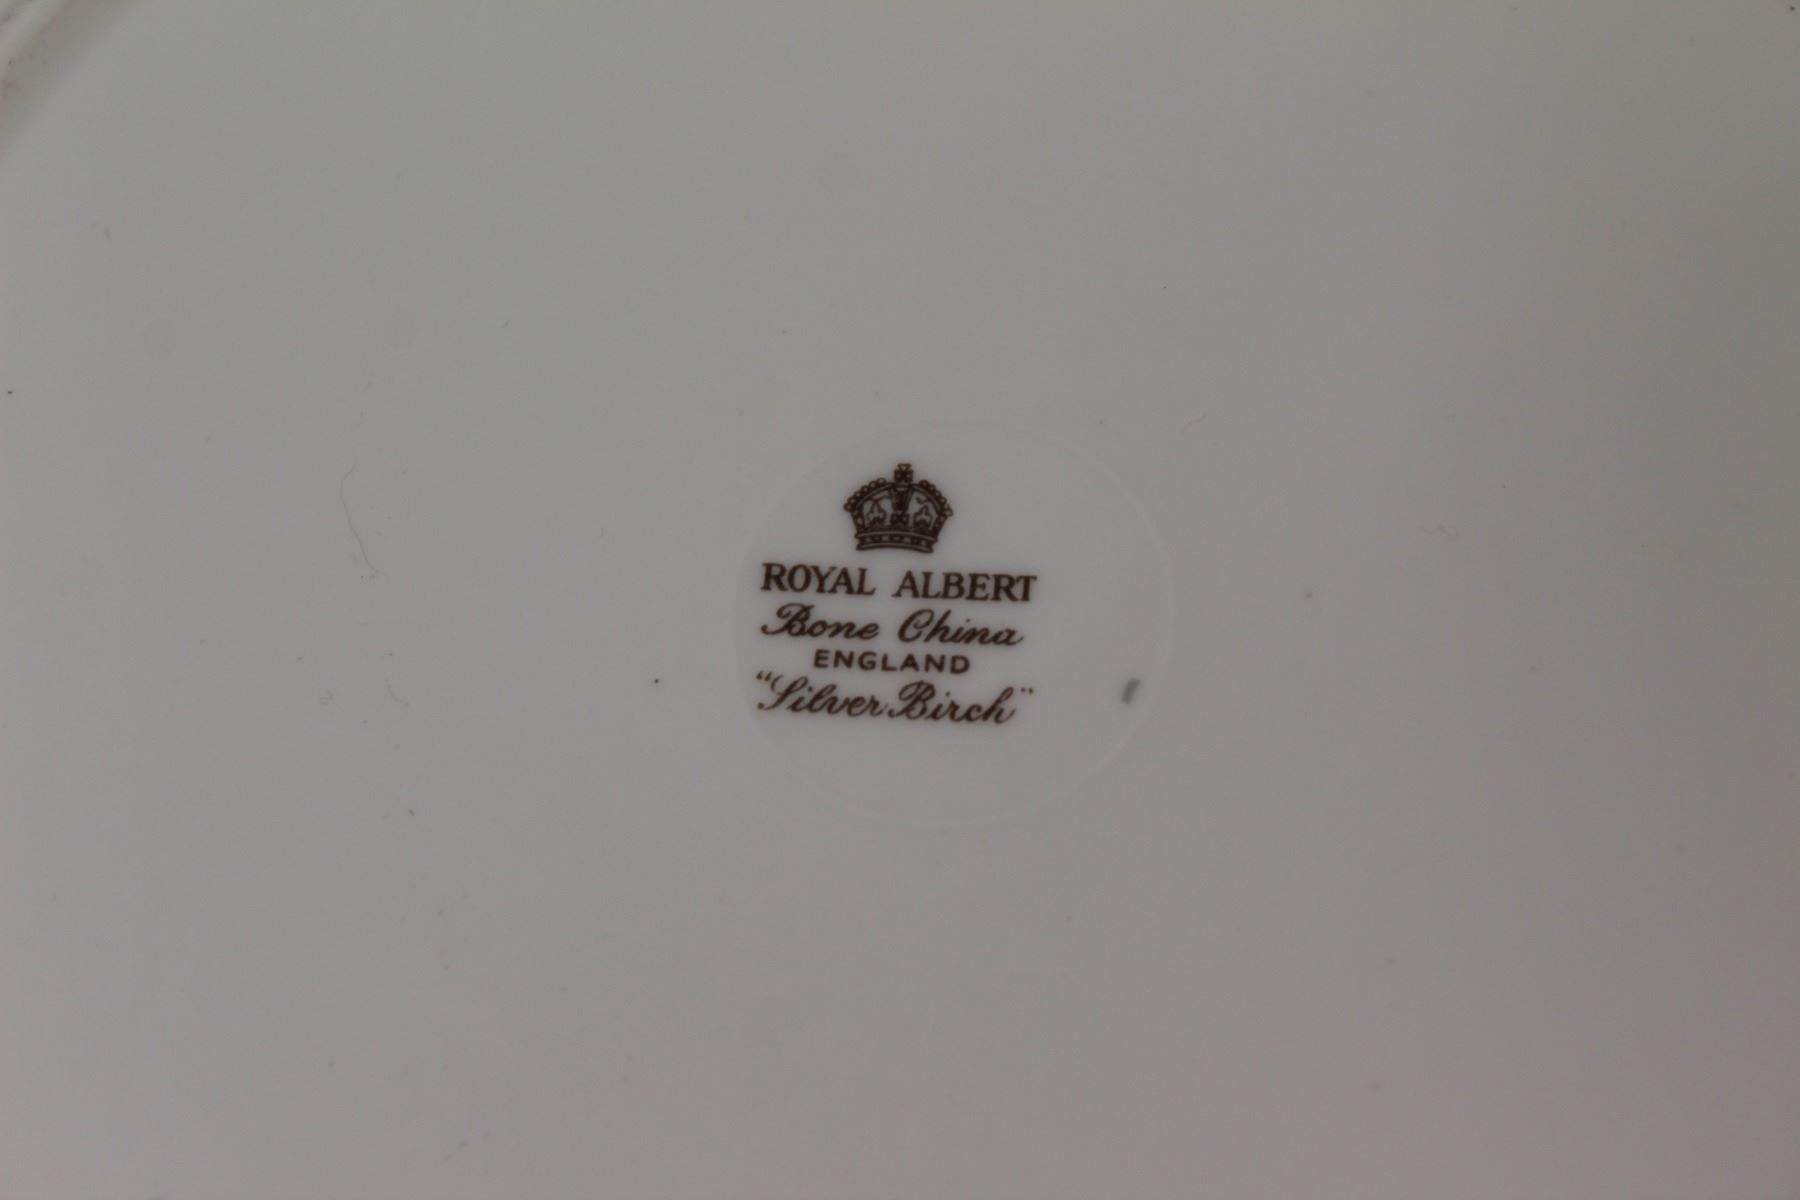 ROYAL ALBERT
Bone China
ENGLAND
"Silver Birch"